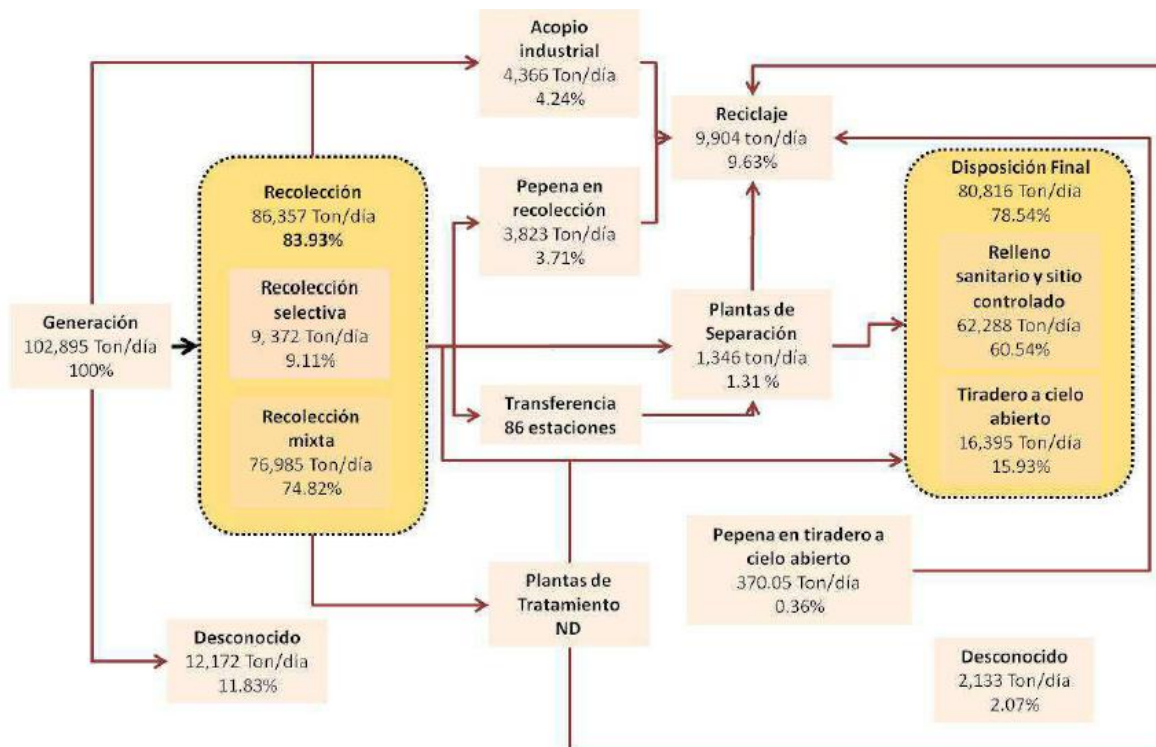 Acopio
industrial
4,366 Ton/día
4.24%
Reciclaje
9,904 ton/día
9.63%
Recolección
86,357 Ton/día
83.93%
Recolección
selectiva
9, 372 Ton/día
9.11%
Recolección
mixta
76,985 Ton/día
74.82%
Pepena en
recolección
3,823 Ton/día
3.71%
Disposición Final
80,816 Ton/día
78.54%
Relleno
sanitario y sitio
controlado
62,288 Ton/día
60.54%
Tiradero a cielo
abierto
16,395 Ton/día
15.93%
Generación
102,895 Ton/día
100%
Plantas de
Separación
1,346 ton/día
1.31 %
Transferencia
86 estaciones
Pepena en tiradero a
cielo abierto
370.05 Ton/día
0.36%
Plantas de
Tratamiento
ND
Desconocido
12,172 Ton/día
11.83%
Desconocido
2,133 Ton/día
2.07%